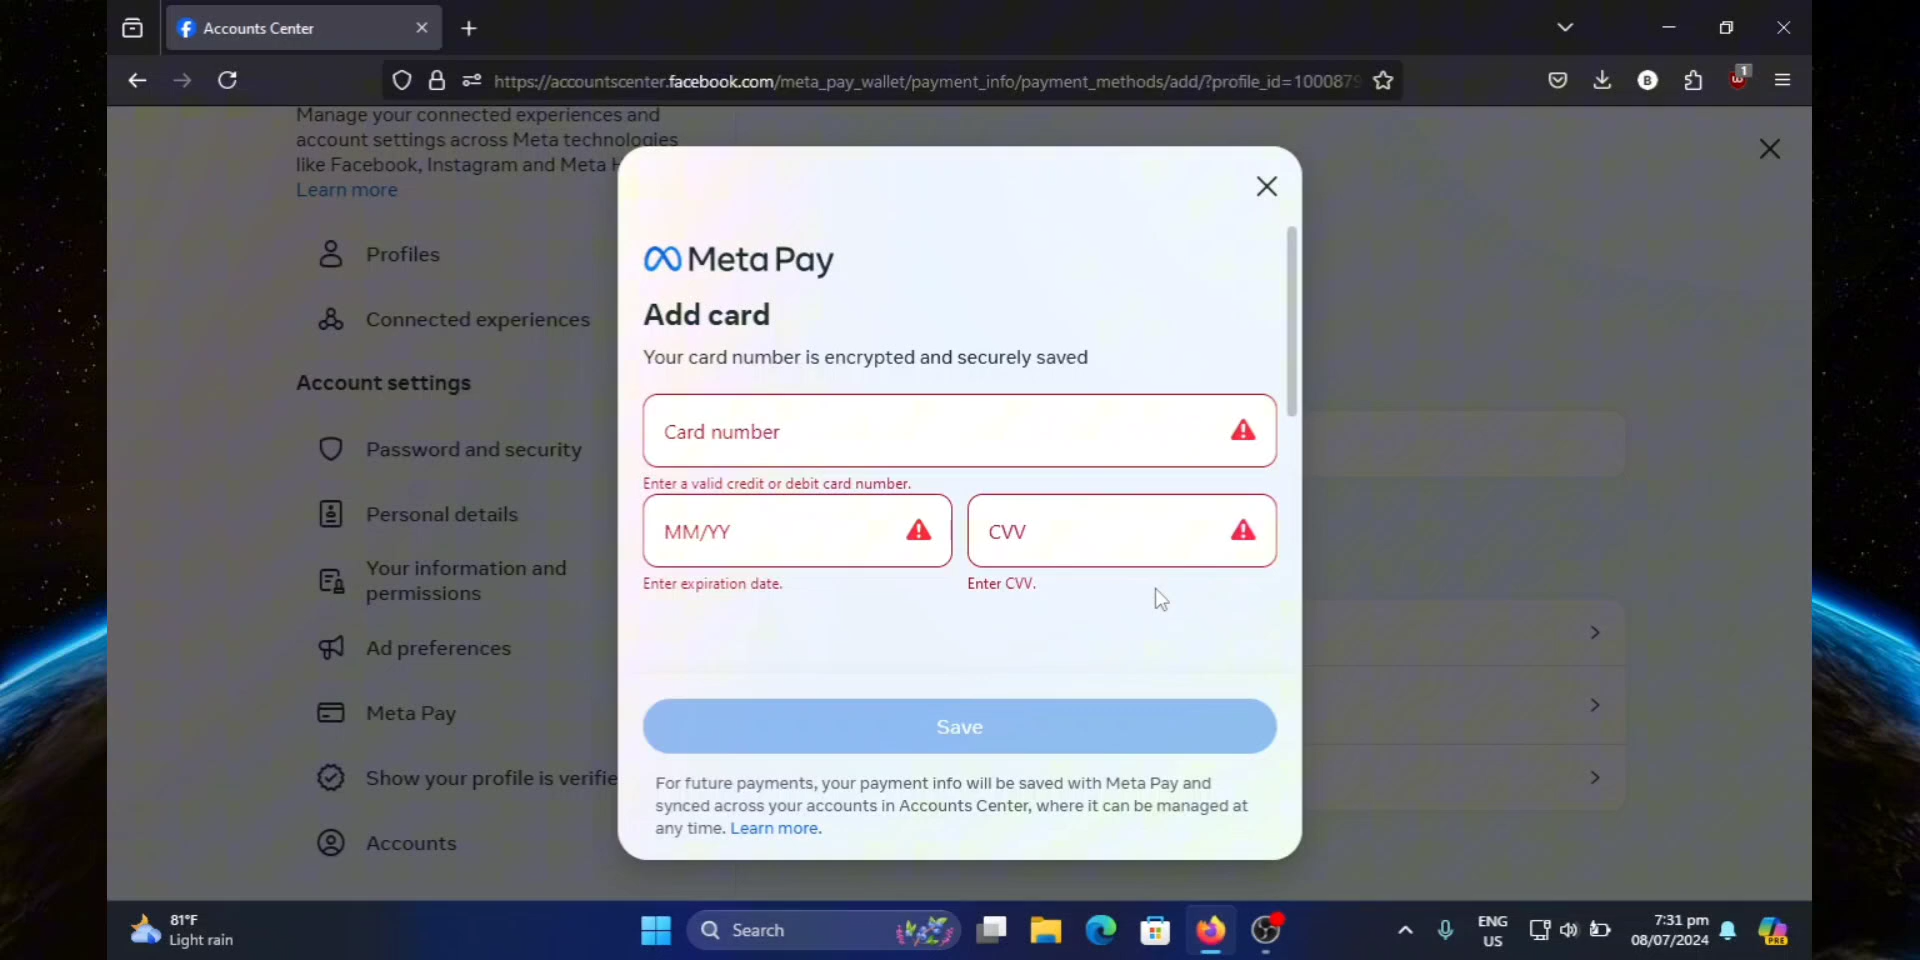 Accounts Center
https://accountscenter.facebook.com/meta_pay_wallet/payment_info/payment_methods/add/?profile_id=1000879
B
1
Manage your connected experiences and
account settings across Meta technologies
like Facebook, Instagram and Meta
Learn more
Profiles
Connected experiences
Account settings
Password and security
Personal details
Your information and
permissions
Ad preferences
Meta Pay
Show your profile is verifie
Accounts
Meta Pay
Add card
Your card number is encrypted and securely saved
Card number
Enter a valid credit or debit card number.
MM/YY
CVV
Enter expiration date.
Enter CVV.
Save
For future payments, your payment info will be saved with Meta Pay and
synced across your accounts in Accounts Center, where it can be managed at
any time. Learn more.
81°F
Light rain
Search
ENG
US
7:31 pm
08/07/2024
PRE